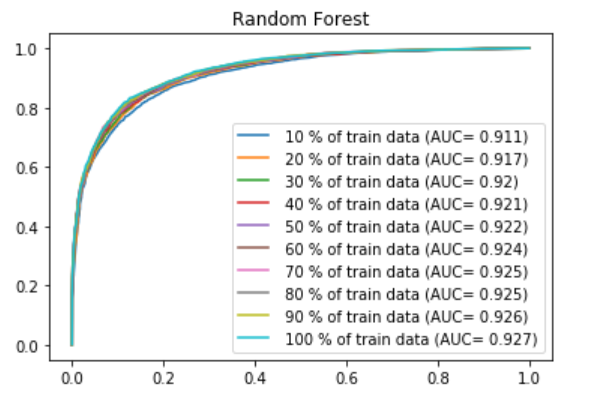 Random Forest
1.0
0.8
0.6
0.4
0.2
0.0
10 % of train data (AUC= 0.911)
20 % of train data (AUC= 0.917)
30 % of train data (AUC= 0.92)
40 % of train data (AUC= 0.921)
50 % of train data (AUC= 0.922)
60 % of train data (AUC= 0.924)
70 % of train data (AUC= 0.925)
80 % of train data (AUC= 0.925)
90 % of train data (AUC= 0.926)
100 % of train data (AUC= 0.927)
0.0 0.2 0.4 0.6 0.8 1.0